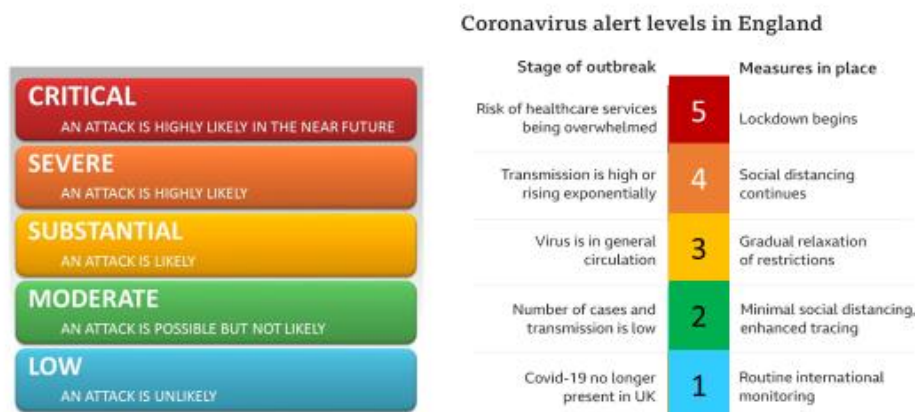 CRITICAL
AN ATTACK IS HIGHLY LIKELY IN THE NEAR FUTURE
SEVERE
AN ATTACK IS HIGHLY LIKELY
SUBSTANTIAL
AN ATTACK IS LIKELY
MODERATE
AN ATTACK IS POSSIBLE BUT NOT LIKELY
LOW
AN ATTACK IS UNLIKELY
Coronavirus alert levels in England
Stage of outbreak
Measures in place
Risk of healthcare services
being overwhelmed
5
Lockdown begins
Transmission is high or
rising exponentially
4
Social distancing
continues
Virus is in general
circulation
3
Gradual relaxation
of restrictions
Number of cases and
transmission is low
2
Minimal social distancing,
enhanced tracing
Covid-19 no longer
present in UK
1
Routine international
monitoring